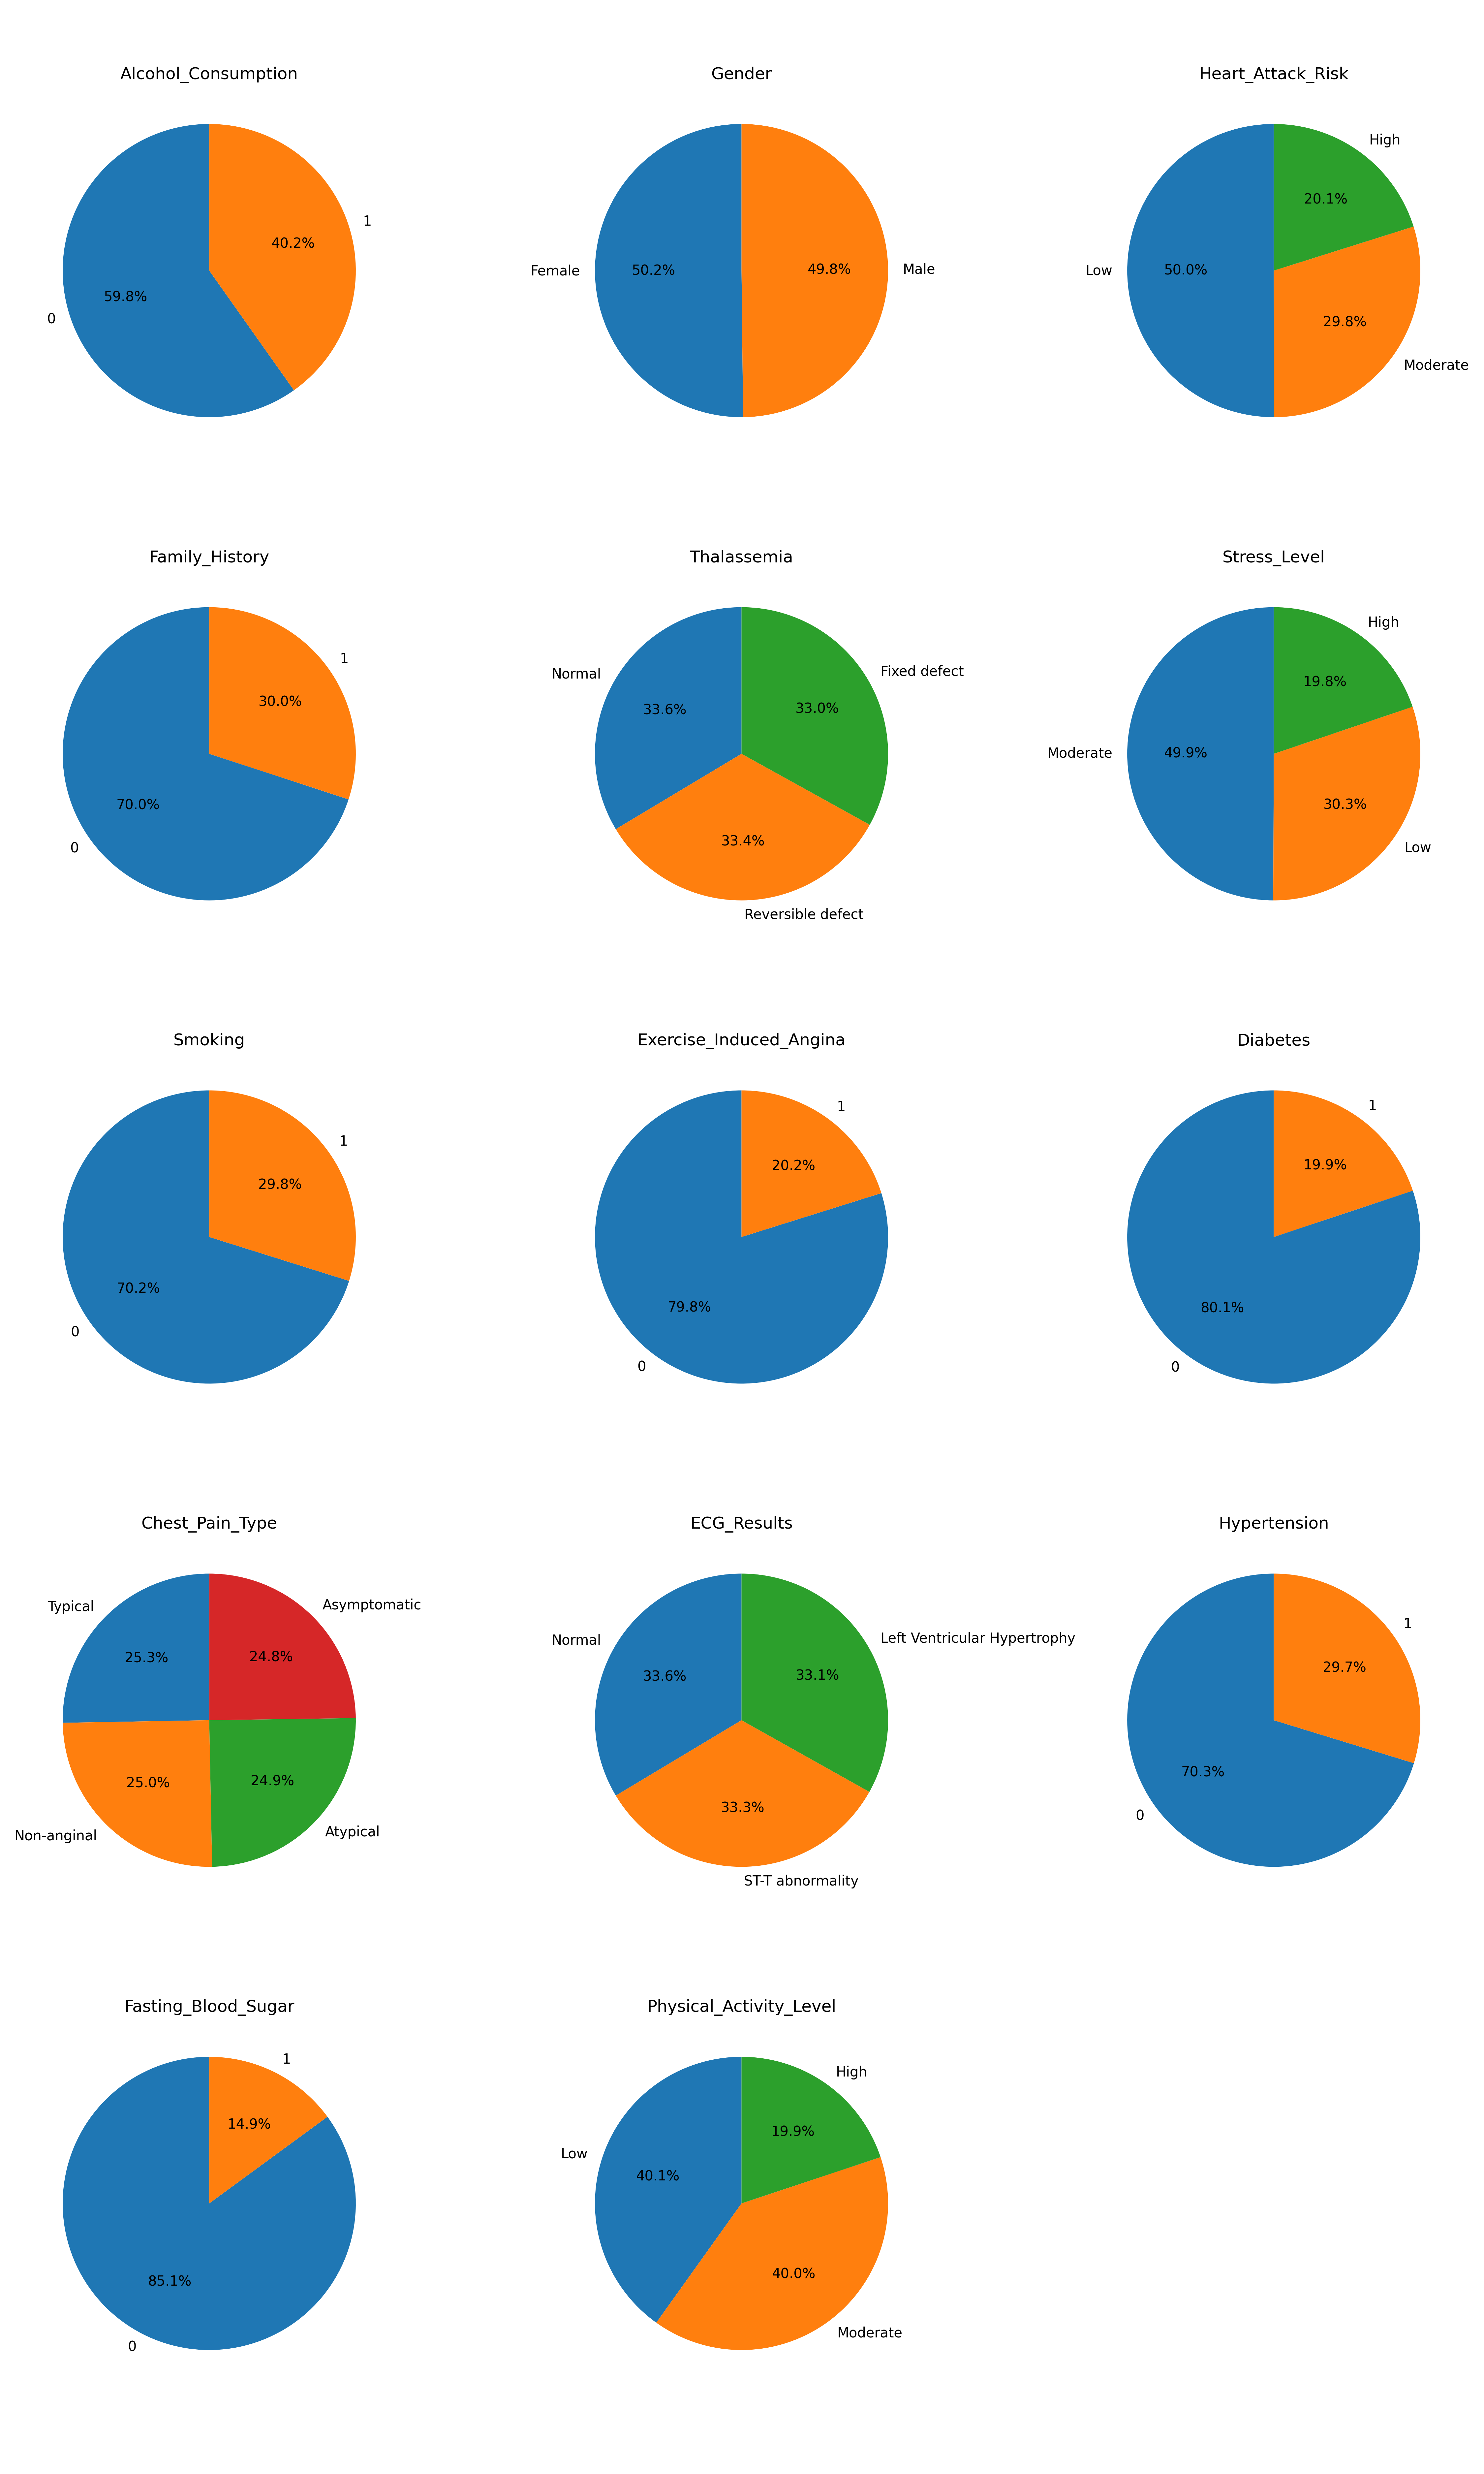 Alcohol_Consumption
1
40.2%
59.8%
0
Gender
Female
50.2%
49.8%
Male
Heart_Attack_Risk
High
20.1%
Low
50.0%
29.8%
Moderate
Family_History
1
30.0%
70.0%
0
Thalassemia
Normal
Fixed defect
33.6%
33.0%
33.4%
Reversible defect
Stress_Level
High
19.8%
Moderate
49.9%
30.3%
Low
Smoking
1
29.8%
70.2%
0
Exercise_Induced_Angina
1
20.2%
79.8%
0
Diabetes
1
19.9%
80.1%
0
Chest_Pain_Type
Typical
Asymptomatic
25.3%
24.8%
25.0%
24.9%
Non-anginal
Atypical
ECG_Results
Normal
Left Ventricular Hypertrophy
33.6%
33.1%
33.3%
ST-T abnormality
Hypertension
1
29.7%
70.3%
0
Fasting_Blood_Sugar
1
14.9%
85.1%
0
Physical_Activity_Level
High
19.9%
Low
40.1%
40.0%
Moderate